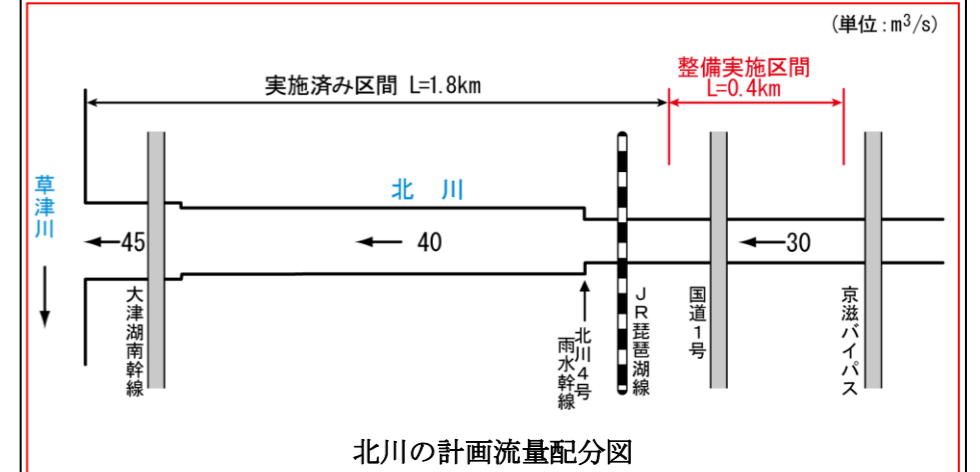 (単位:m³/s)
整備実施区間
L=0.4km
実施済み区間 L=1.8km
草津川
北 川
45
40
30
大津湖南幹線
北川4号
雨水幹線
JR琵琶湖線
国道1号
京滋バイパス
北川の計画流量配分図